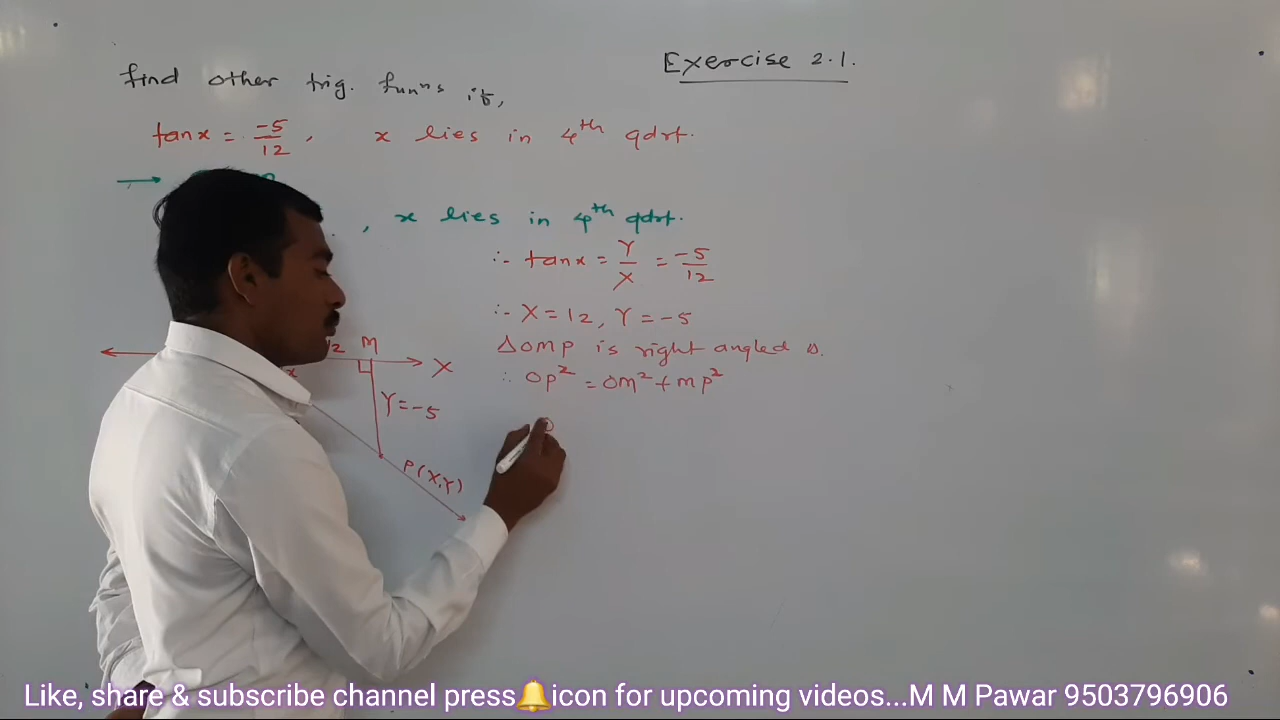 Exercise 2.1.
find other trig. funⁿˢ if,
tanx = -5/12 , x lies in 4ᵗʰ qdrt.
→
, x lies in 4ᵗʰ qdrt.
∴ tanx = Y/X = -5/12
∴ X = 12, Y = -5
ΔOMP is right angled Δ.
∴ OP² = OM² + MP²
M
X
x
Y = -5
P(X,Y)
Like, share & subscribe channel press🔔icon for upcoming videos...M M Pawar 9503796906